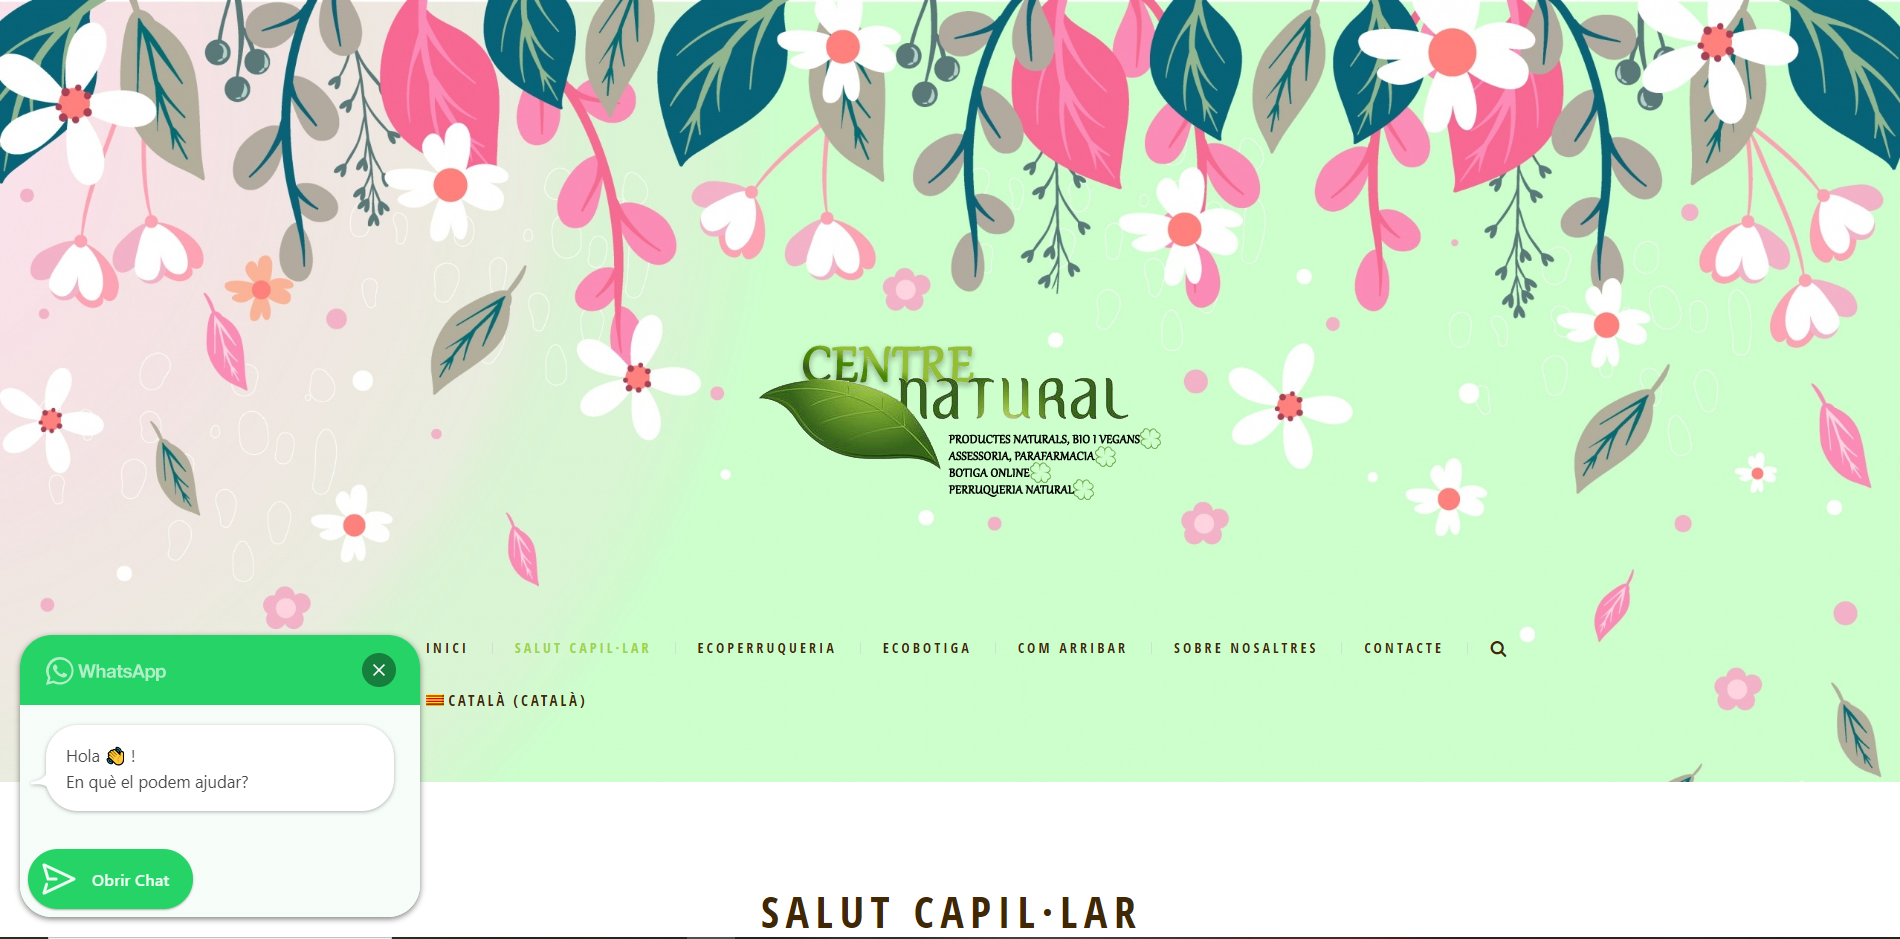 CENTRE
naTURaL
PRODUCTES NATURALS, BIO I VEGANS
ASSESSORIA, PARAFARMACIA
BOTIGA ONLINE
PERRUQUERIA NATURAL
INICI SALUT CAPIL·LAR ECOPERRUQUERIA ECOBOTIGA COM ARRIBAR SOBRE NOSALTRES CONTACTE
CATALÀ (CATALÀ)
WhatsApp
Hola 👏 !
En què el podem ajudar?
Obrir Chat
SALUT CAPIL·LAR